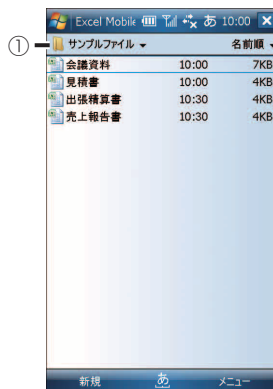 Excel Mobile あ 10:00
① サンプルファイル 名前順
会議資料 10:00 7KB
見積書 10:00 4KB
出張精算書 10:30 4KB
売上報告書 10:30 4KB
新規 あ メニュー